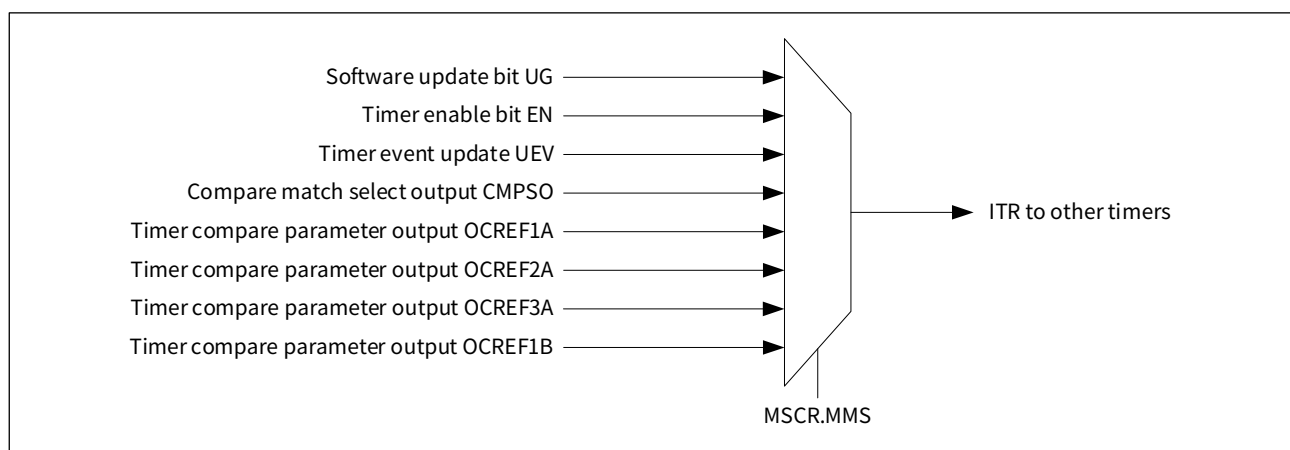 Software update bit UG
Timer enable bit EN
Timer event update UEV
Compare match select output CMPSO
Timer compare parameter output OCREF1A
Timer compare parameter output OCREF2A
Timer compare parameter output OCREF3A
Timer compare parameter output OCREF1B
ITR to other timers
MSCR.MMS